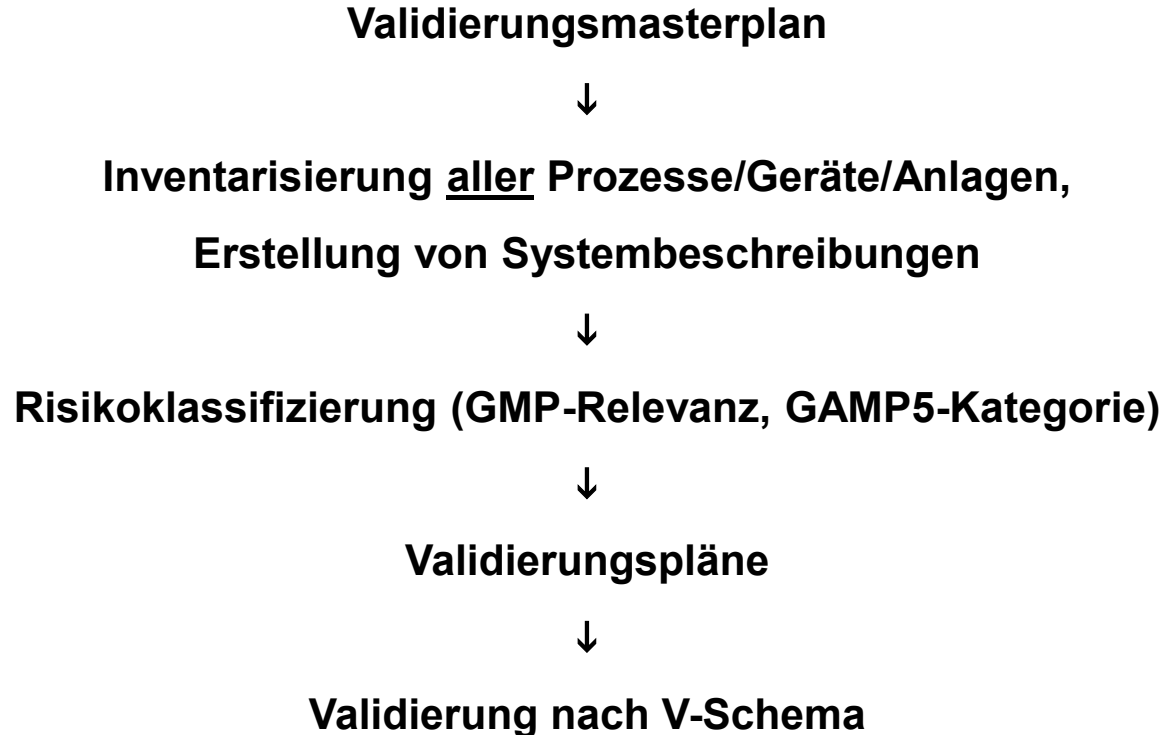 Validierungsmasterplan
↓
Inventarisierung aller Prozesse/Geräte/Anlagen,
Erstellung von Systembeschreibungen
↓
Risikoklassifizierung (GMP-Relevanz, GAMP5-Kategorie)
↓
Validierungspläne
↓
Validierung nach V-Schema